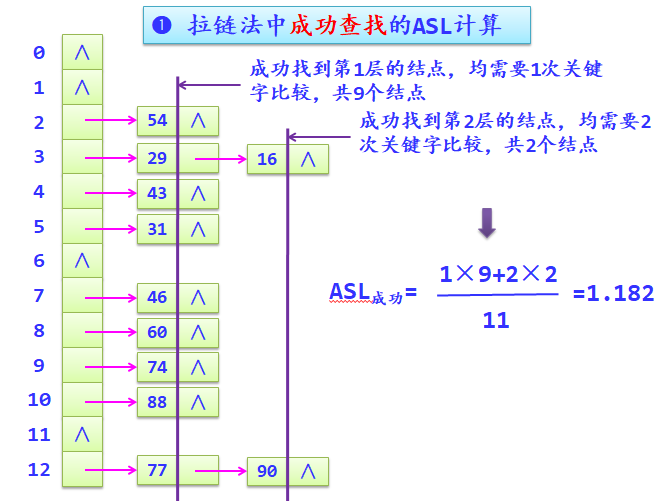 ❶ 拉链法中成功查找的ASL计算
成功找到第1层的结点，均需要1次关键
字比较，共9个结点
成功找到第2层的结点，均需要2
次关键字比较，共2个结点
0 ∧
1 ∧
2 54 ∧
3 29 16 ∧
4 43 ∧
5 31 ∧
6 ∧
7 46 ∧
8 60 ∧
9 74 ∧
10 88 ∧
11 ∧
12 77 90 ∧
1×9+2×2
ASL成功= =1.182
11